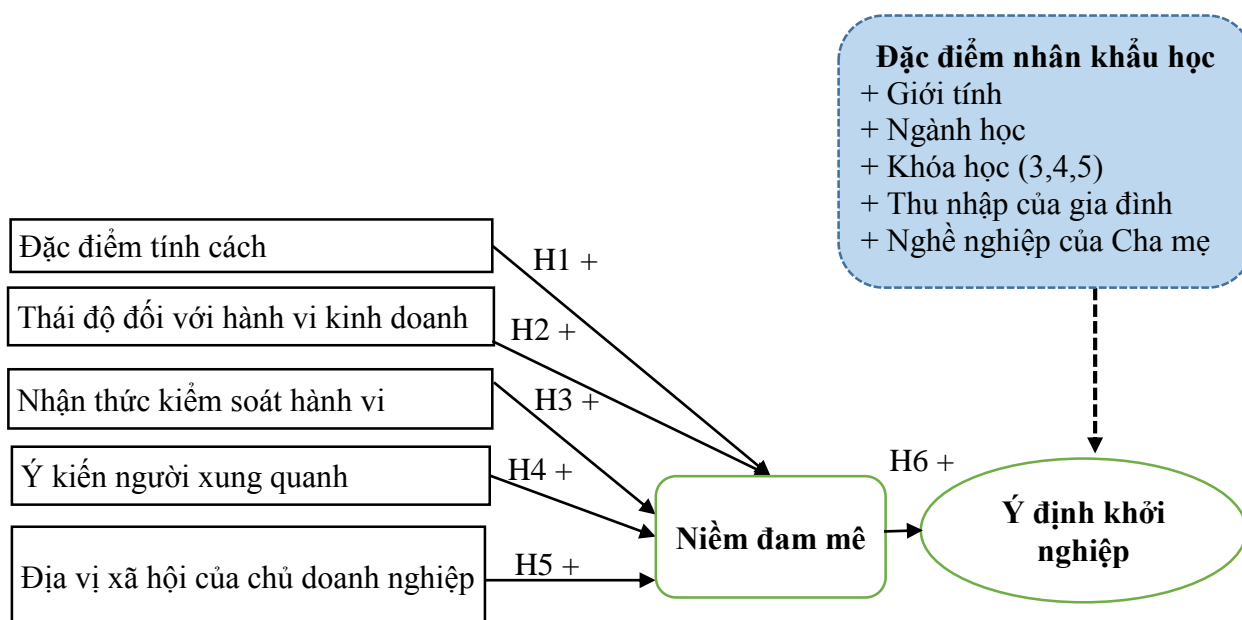 Đặc điểm nhân khẩu học
+ Giới tính
+ Ngành học
+ Khóa học (3,4,5)
+ Thu nhập của gia đình
+ Nghề nghiệp của Cha mẹ
Đặc điểm tính cách
H1 +
Thái độ đối với hành vi kinh doanh
H2 +
Nhận thức kiểm soát hành vi
H3 +
Ý kiến người xung quanh
H4 +
Địa vị xã hội của chủ doanh nghiệp
H5 +
Niềm đam mê
H6 +
Ý định khởi
nghiệp